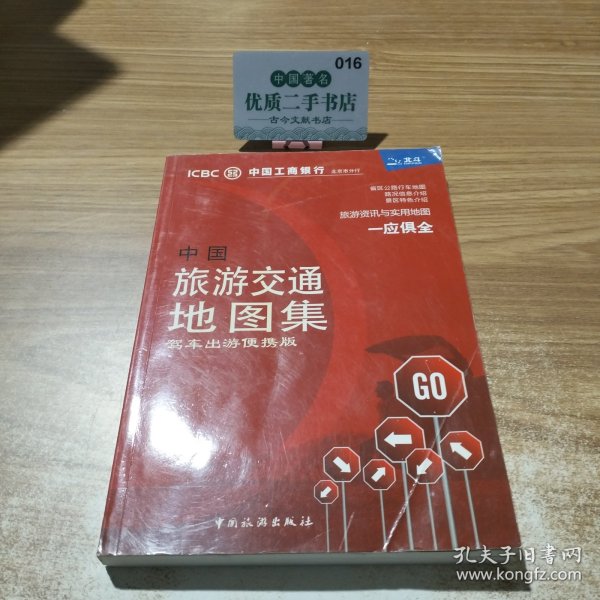 016
中国著名
优质二手书店
古今文献书店
ICBC 中国工商银行 北京市分行
北斗
省区公路行车地图
路况信息介绍
景区特色介绍
旅游资讯与实用地图
一应俱全
中国
旅游交通
地图集
驾车出游便携版
GO
中国旅游出版社
孔夫子旧书网
www.kongfz.com